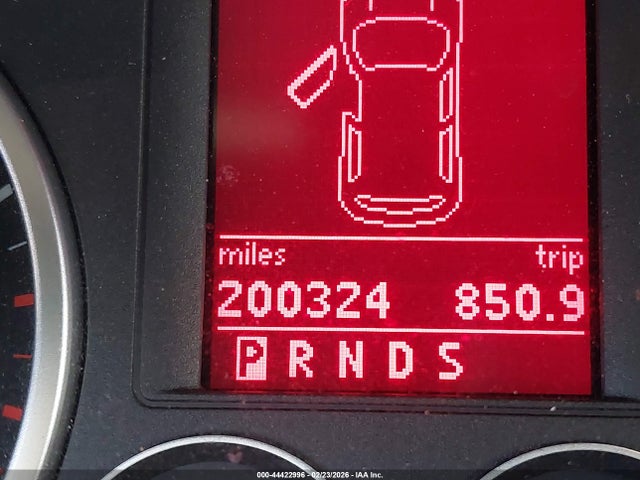 miles trip
200324 850.9
P R N D S
000-44422996 - 02/23/2026 - IAA Inc.